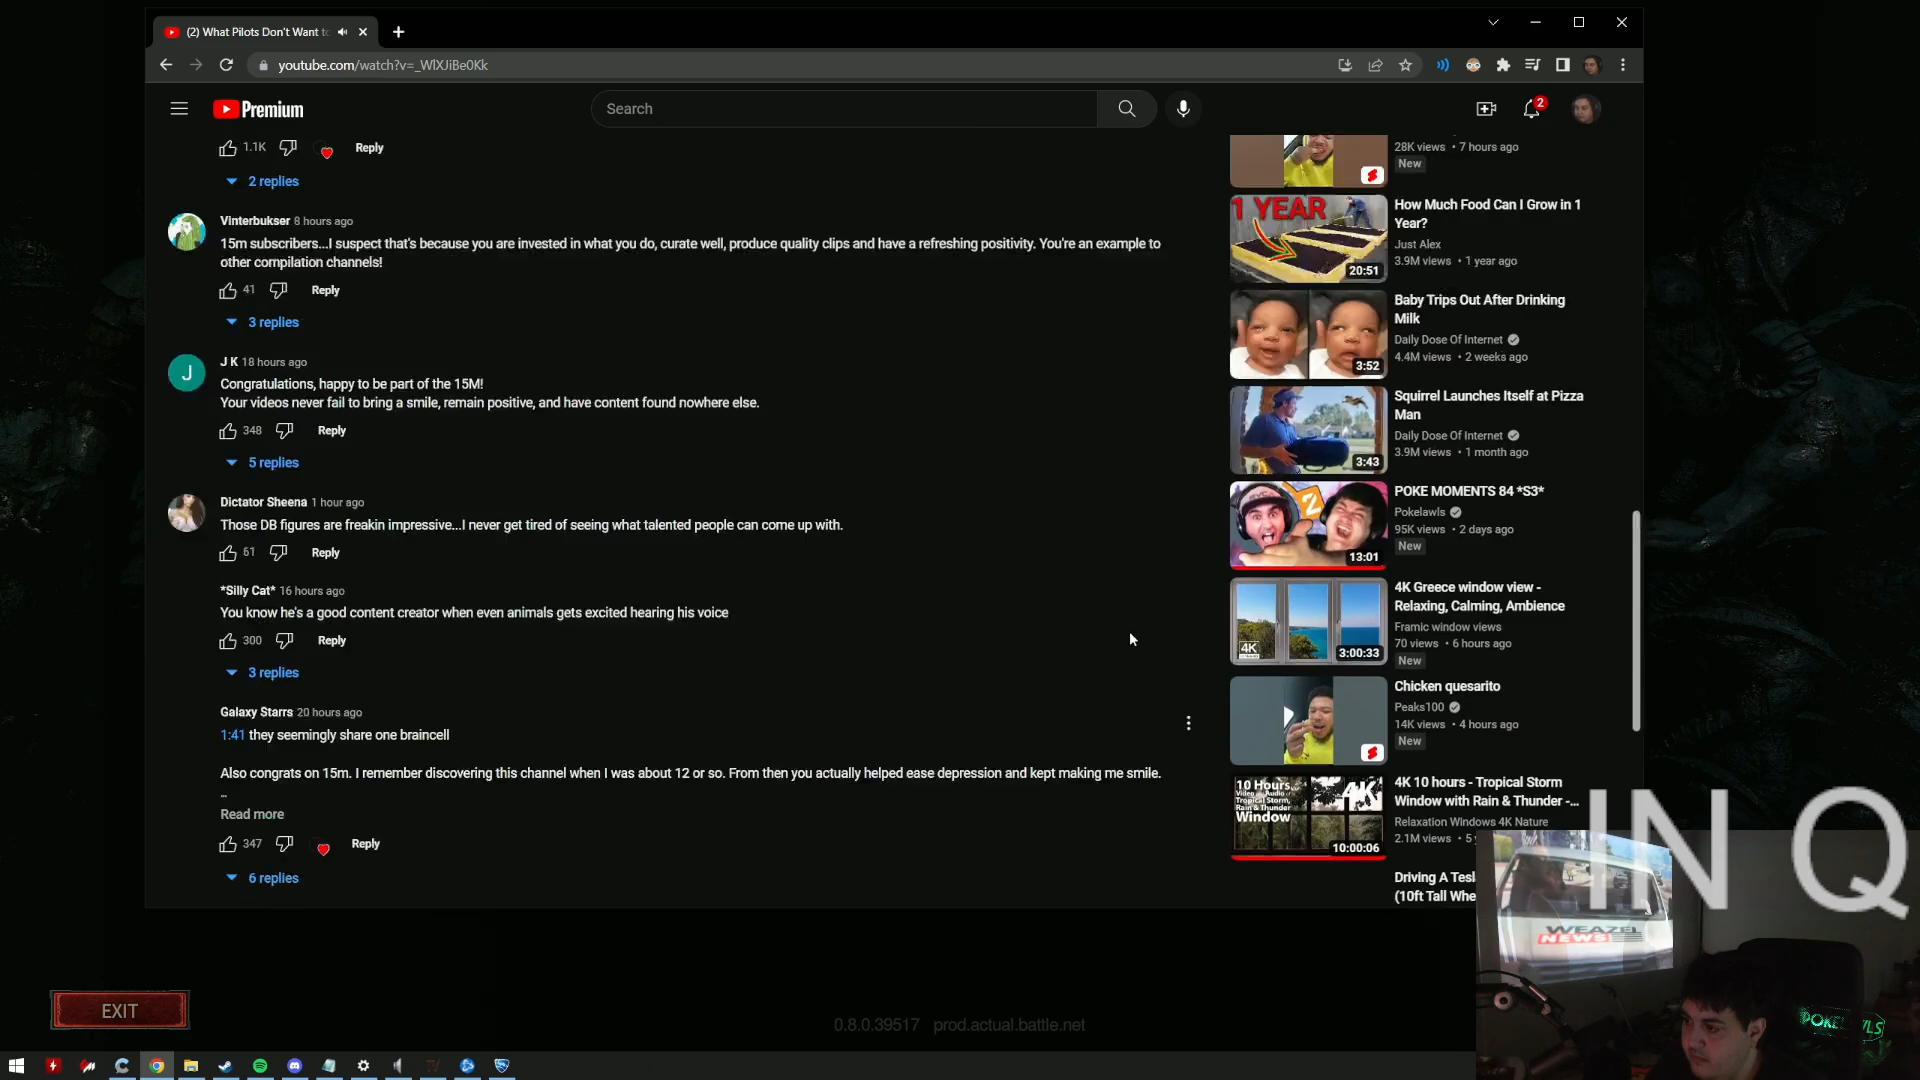 (2) What Pilots Don't Want to
youtube.com/watch?v=_WlXJiBe0Kk
Premium
Search
2
1.1K
Reply
2 replies
Vinterbukser 8 hours ago
15m subscribers...I suspect that's because you are invested in what you do, curate well, produce quality clips and have a refreshing positivity. You're an example to
other compilation channels!
41
Reply
3 replies
J
J K 18 hours ago
Congratulations, happy to be part of the 15M!
Your videos never fail to bring a smile, remain positive, and have content found nowhere else.
348
Reply
5 replies
Dictator Sheena 1 hour ago
Those DB figures are freakin impressive...I never get tired of seeing what talented people can come up with.
61
Reply
*Silly Cat* 16 hours ago
You know he's a good content creator when even animals gets excited hearing his voice
300
Reply
3 replies
Galaxy Starrs 20 hours ago
1:41 they seemingly share one braincell
Also congrats on 15m. I remember discovering this channel when I was about 12 or so. From then you actually helped ease depression and kept making me smile.
..
Read more
347
Reply
6 replies
28K views • 7 hours ago
New
1 YEAR
20:51
How Much Food Can I Grow in 1
Year?
Just Alex
3.9M views • 1 year ago
3:52
Baby Trips Out After Drinking
Milk
Daily Dose Of Internet
4.4M views • 2 weeks ago
3:43
Squirrel Launches Itself at Pizza
Man
Daily Dose Of Internet
3.9M views • 1 month ago
2
13:01
POKE MOMENTS 84 *S3*
Pokelawls
95K views • 2 days ago
New
4K
3:00:33
4K Greece window view -
Relaxing, Calming, Ambience
Framic window views
70 views • 6 hours ago
New
Chicken quesarito
Peaks100
14K views • 4 hours ago
New
10 Hours
Video Audio of
Tropical Storm,
Rain & Thunder
Window
4K
10:00:06
4K 10 hours - Tropical Storm
Window with Rain & Thunder -...
Relaxation Windows 4K Nature
2.1M views • 5
Driving A Tesl
(10ft Tall Whe
IN Q
WEAZEL
NEWS
EXIT
0.8.0.39517 prod.actual.battle.net